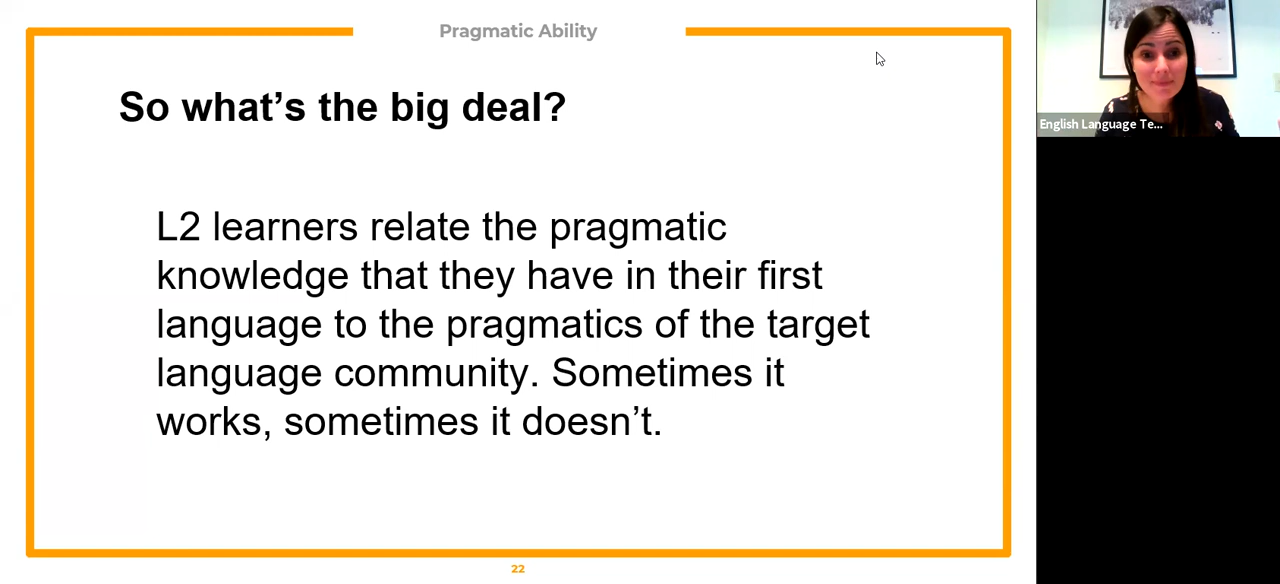 Pragmatic Ability
So what’s the big deal?
L2 learners relate the pragmatic
knowledge that they have in their first
language to the pragmatics of the target
language community. Sometimes it
works, sometimes it doesn’t.
22
English Language Te...